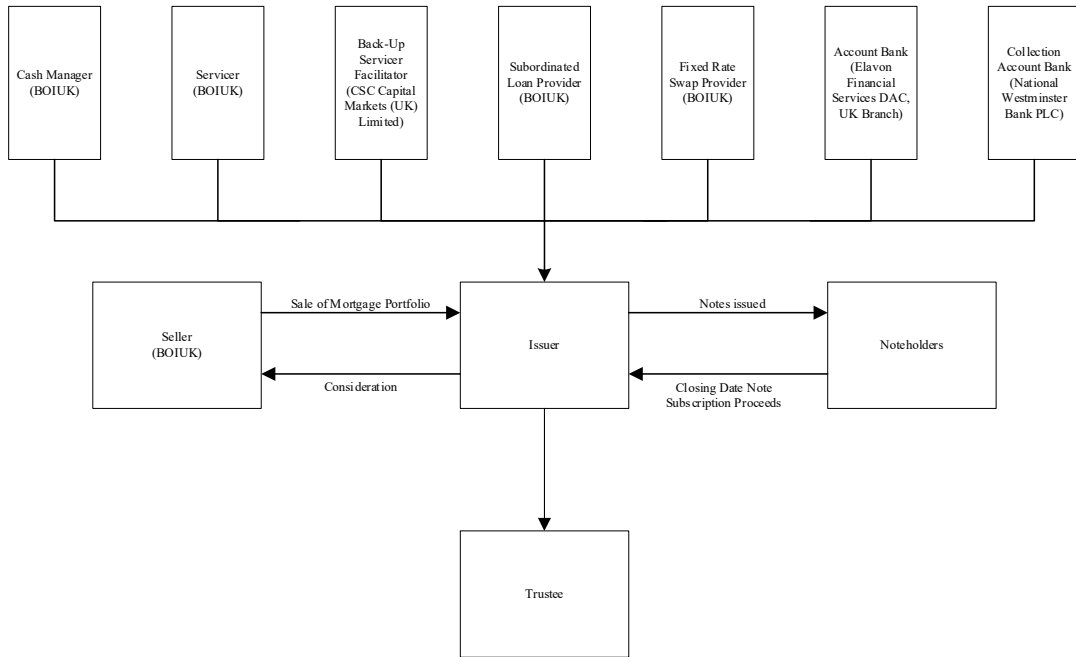 Cash Manager
(BOIUK)
Servicer
(BOIUK)
Back-Up
Servicer
Facilitator
(CSC Capital
Markets (UK)
Limited)
Subordinated
Loan Provider
(BOIUK)
Fixed Rate
Swap Provider
(BOIUK)
Account Bank
(Elavon
Financial
Services DAC,
UK Branch)
Collection
Account Bank
(National
Westminster
Bank PLC)
Seller
(BOIUK)
Sale of Mortgage Portfolio
Consideration
Issuer
Notes issued
Closing Date Note
Subscription Proceeds
Noteholders
Trustee